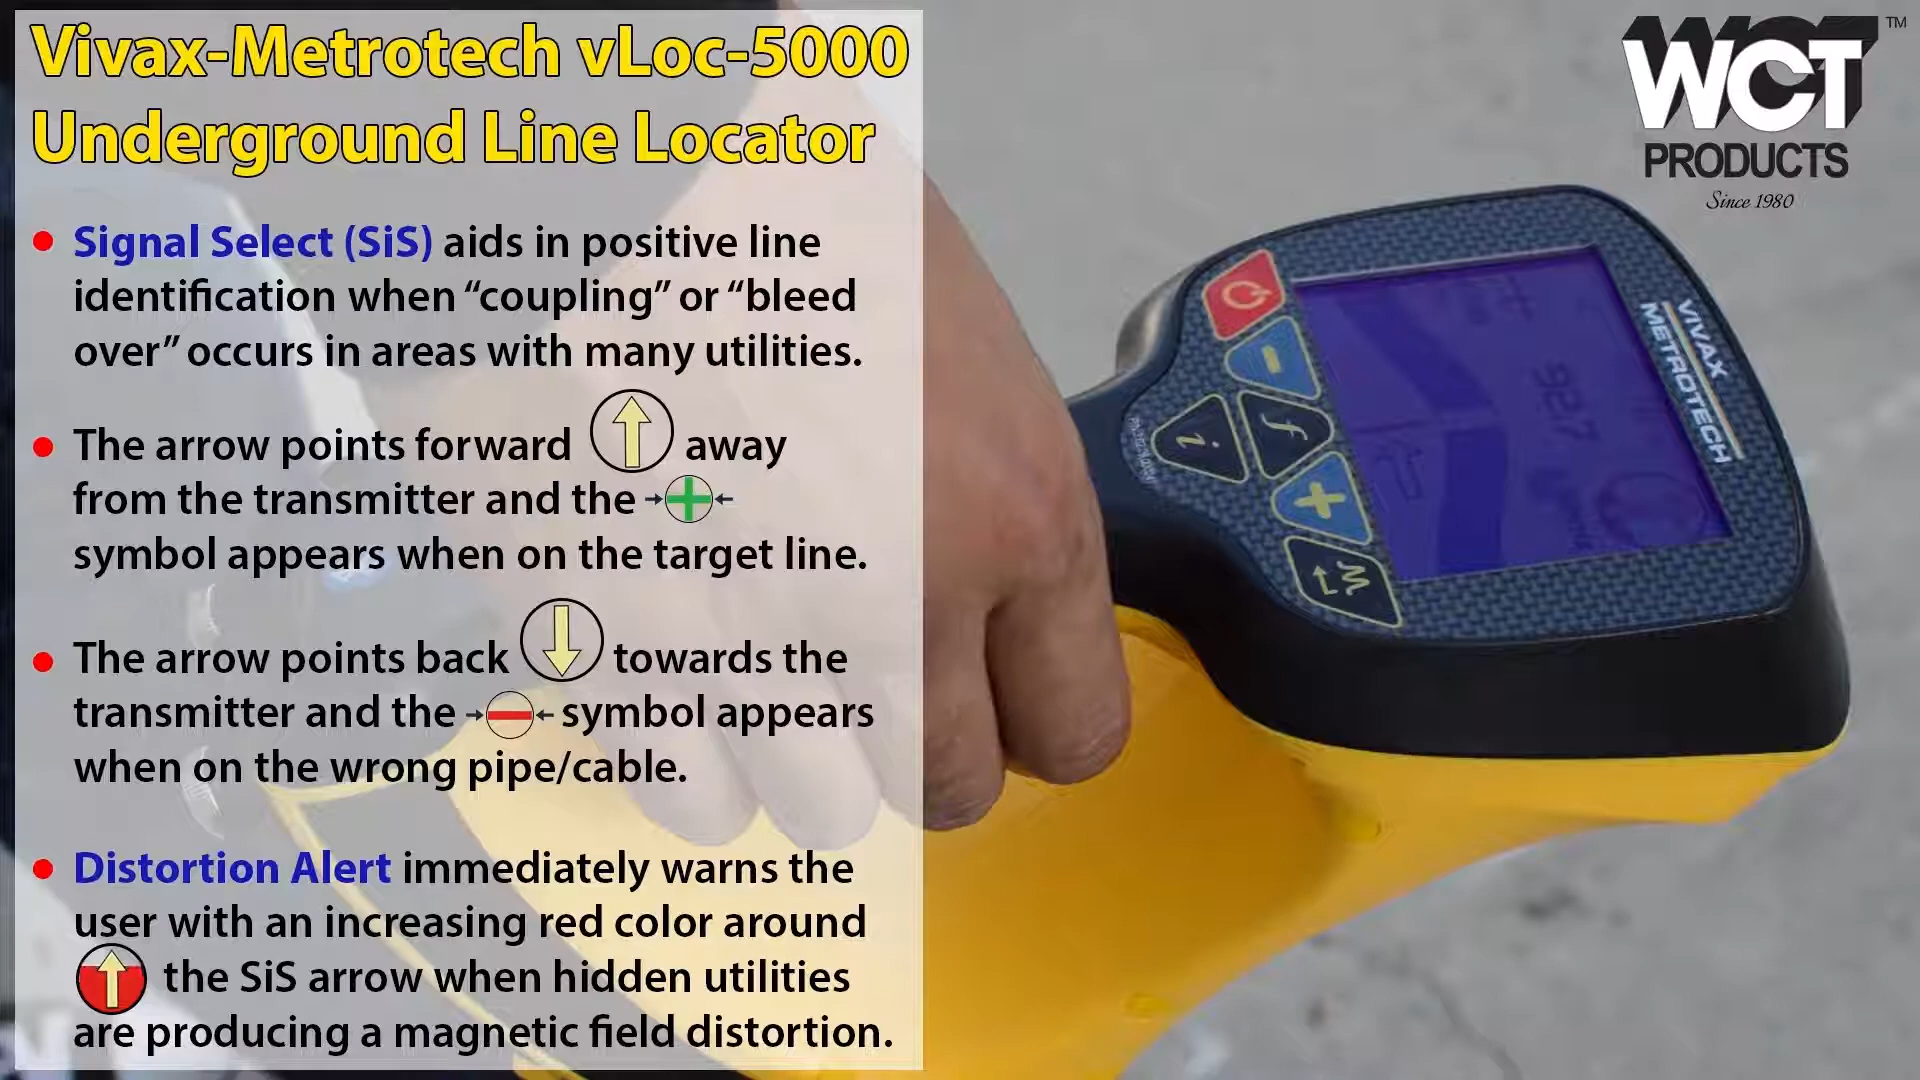 Vivax-Metrotech vLoc-5000
Underground Line Locator
Signal Select (SiS) aids in positive line
identification when “coupling” or “bleed
over” occurs in areas with many utilities.
The arrow points forward away
from the transmitter and the
symbol appears when on the target line.
The arrow points back towards the
transmitter and the symbol appears
when on the wrong pipe/cable.
Distortion Alert immediately warns the
user with an increasing red color around
the SiS arrow when hidden utilities
are producing a magnetic field distortion.
WCT™
PRODUCTS
Since 1980
VIVAX
METROTECH
i
f
927